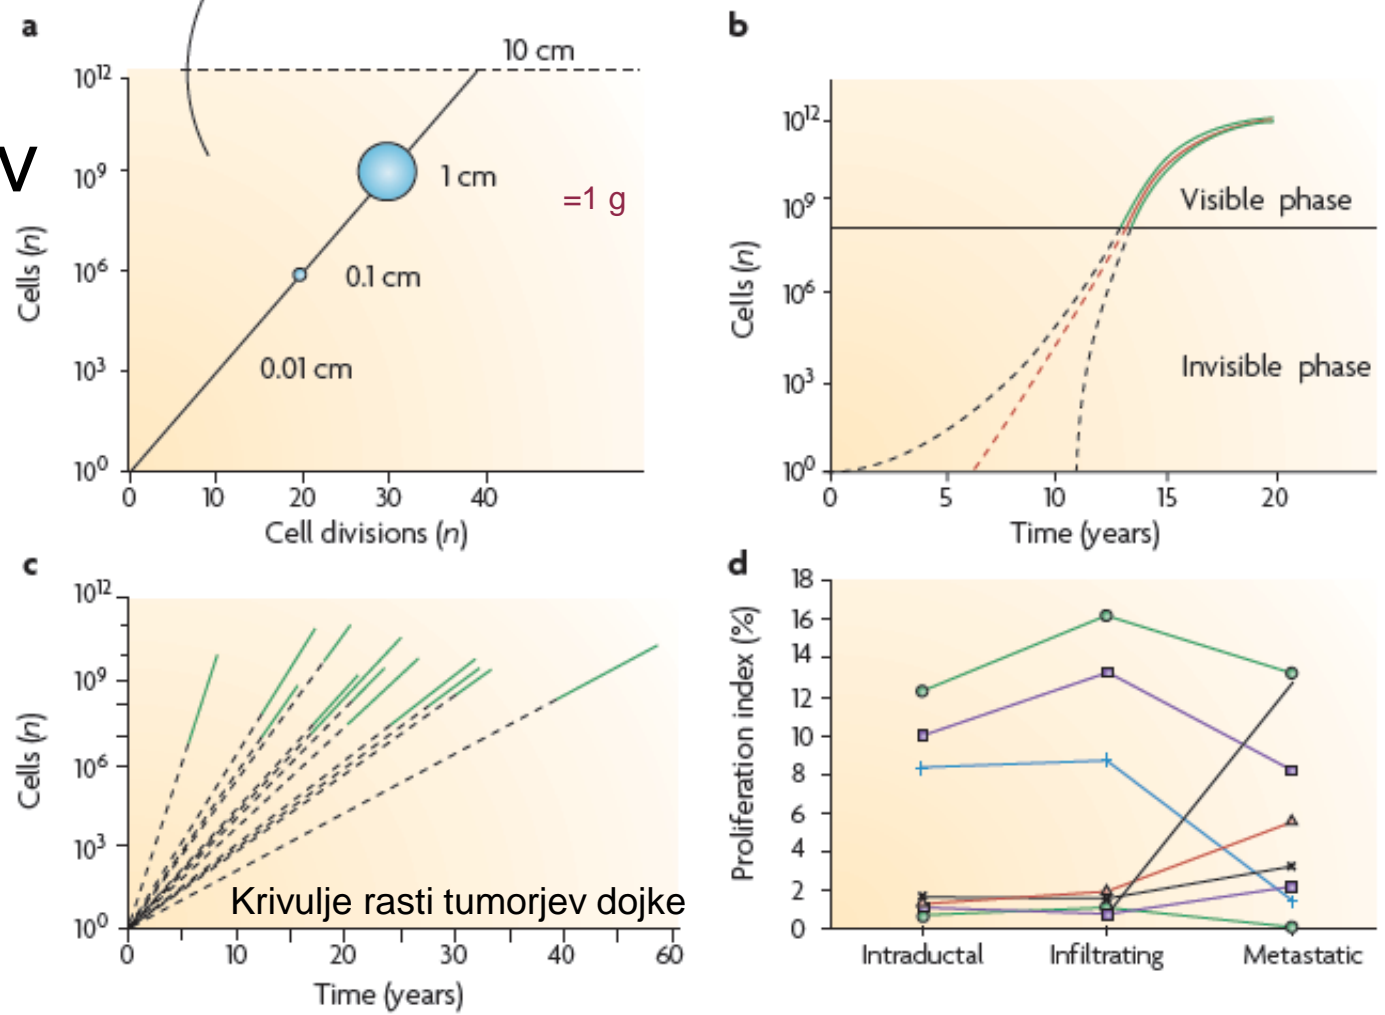 a
10 cm
10¹²
v
10⁹
1 cm
=1 g
Cells (n)
10⁶
0.1 cm
10³
0.01 cm
10⁰
0 10 20 30 40
Cell divisions (n)
b
10¹²
10⁹
Visible phase
Cells (n)
10⁶
10³
Invisible phase
10⁰
0 5 10 15 20
Time (years)
c
10¹²
10⁹
Cells (n)
10⁶
10³
Krivulje rasti tumorjev dojke
10⁰
0 10 20 30 40 50 60
Time (years)
d
18
16
14
12
10
8
6
4
2
0
Proliferation index (%)
Intraductal Infiltrating Metastatic